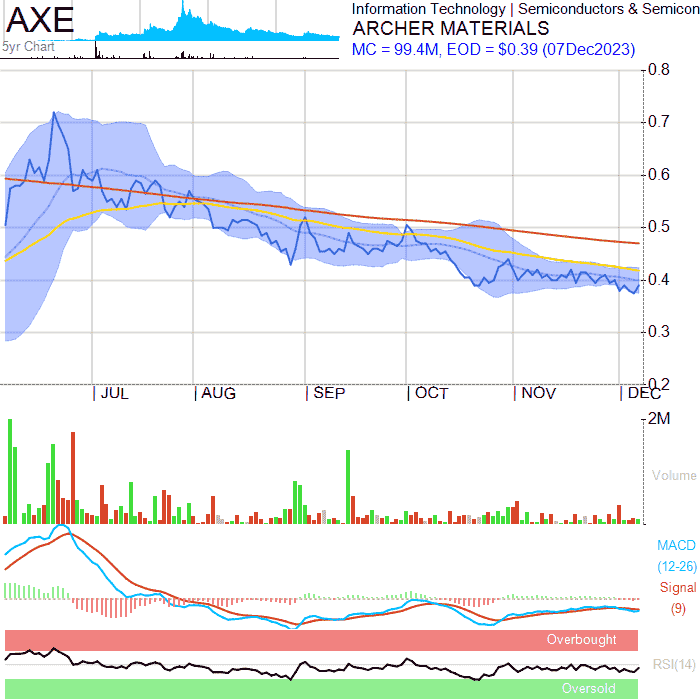 AXE
5yr Chart
Information Technology | Semiconductors & Semicon
ARCHER MATERIALS
MC = 99.4M, EOD = $0.39 (07Dec2023)
0.8
0.7
0.6
0.5
0.4
0.3
0.2
JUL
AUG
SEP
OCT
NOV
DEC
2M
Volume
MACD
(12-26)
Signal
(9)
Overbought
RSI(14)
Oversold